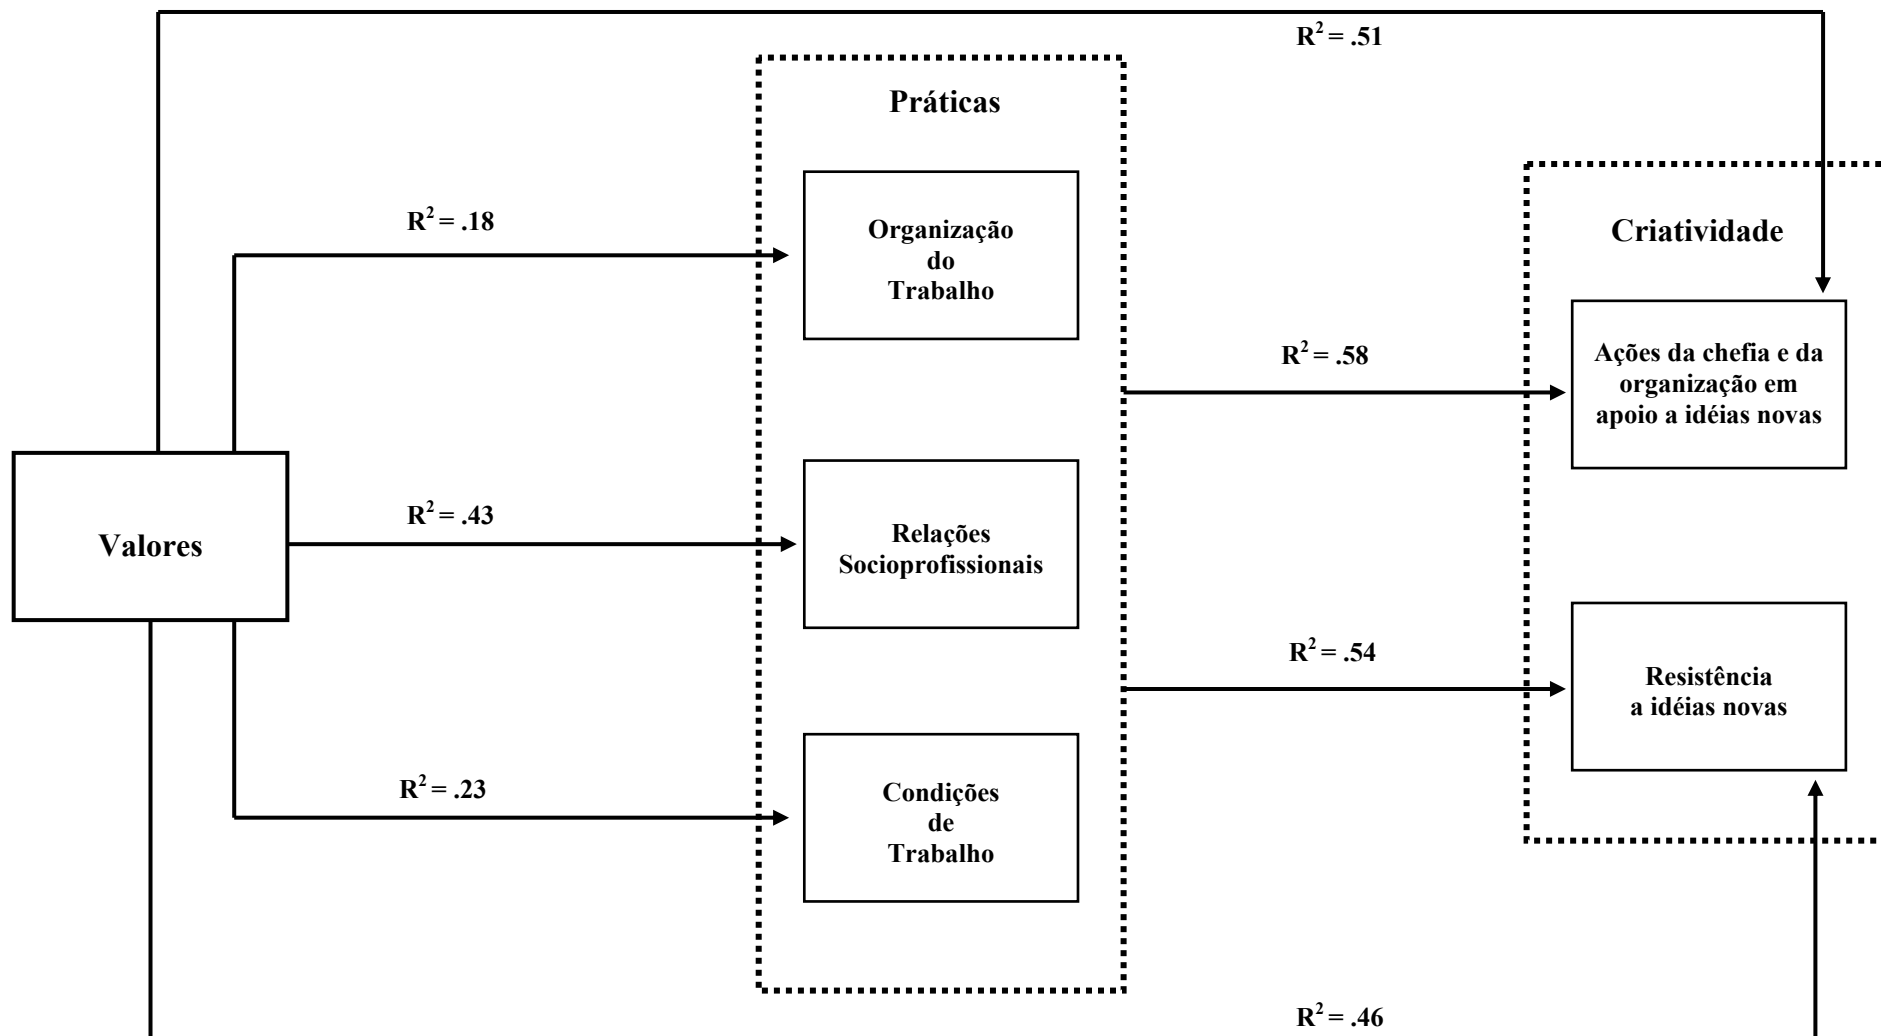 R² = .51
Práticas
R² = .18
Organização
do
Trabalho
Criatividade
R² = .58
Ações da chefia e da
organização em
apoio a idéias novas
Valores
R² = .43
Relações
Socioprofissionais
R² = .54
Resistência
a idéias novas
R² = .23
Condições
de
Trabalho
R² = .46